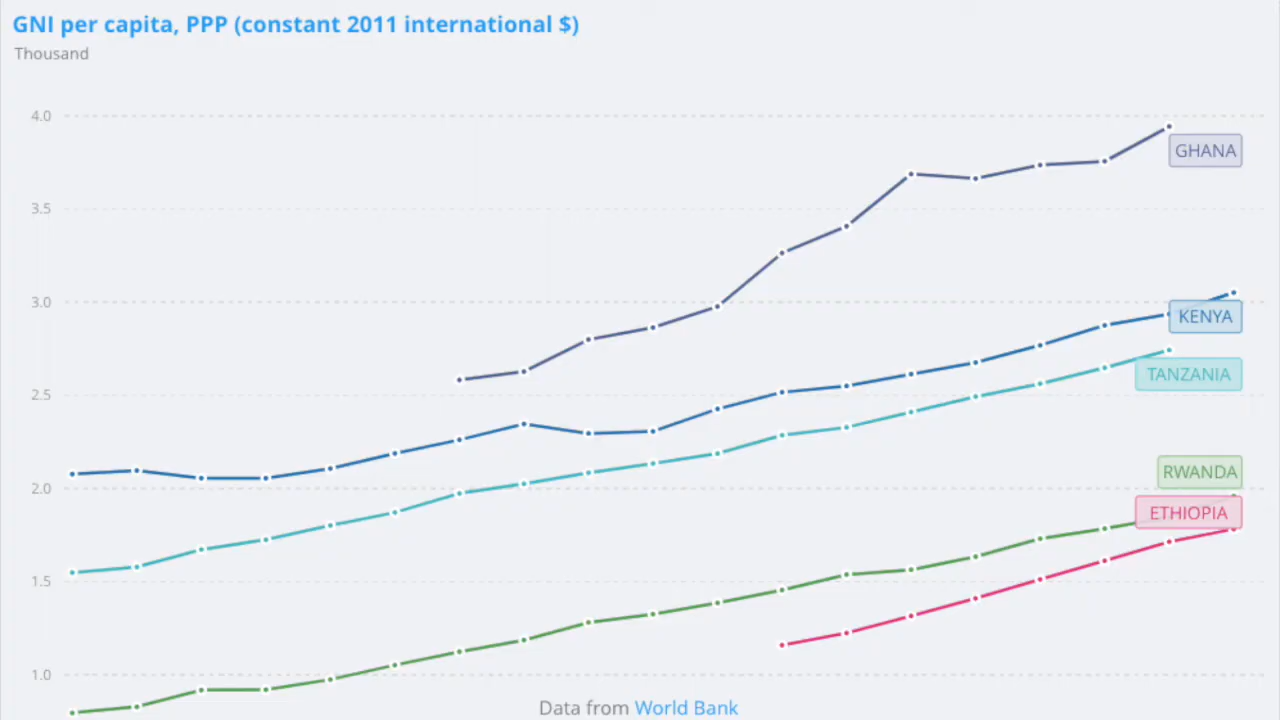 GNI per capita, PPP (constant 2011 international $)
Thousand
4.0
GHANA
3.5
3.0
KENYA
TANZANIA
2.5
RWANDA
2.0
ETHIOPIA
1.5
1.0
Data from World Bank